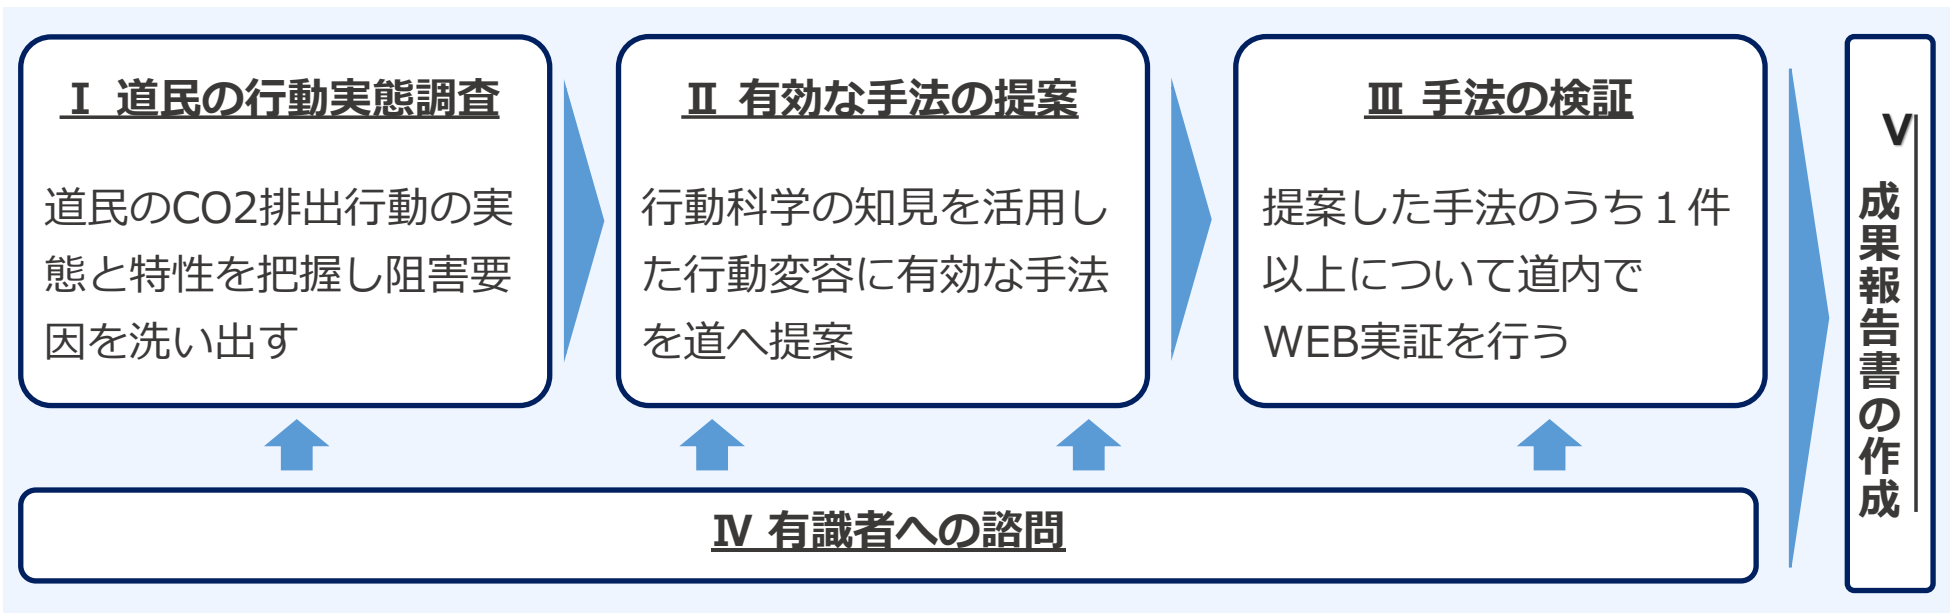 Ⅰ 道民の行動実態調査
道民のCO2排出行動の実
態と特性を把握し阻害要
因を洗い出す
Ⅱ 有効な手法の提案
行動科学の知見を活用し
た行動変容に有効な手法
を道へ提案
Ⅲ 手法の検証
提案した手法のうち１件
以上について道内で
WEB実証を行う
Ⅳ 有識者への諮問
Ⅴ 成果報告書の作成